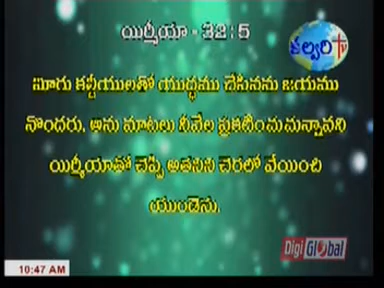 యిర్మీయా - 32:5
కల్వరి tv
మారు కల్దీయులతో యుద్ధము చేసినను జయము
నొందరు. అను మాటలు నీవేల ప్రకటించుచున్నావని
యిర్మీయాతో చెప్పి అతనిని చెరలో వేయించి
యుండెను.
Digi Global
10:47 AM